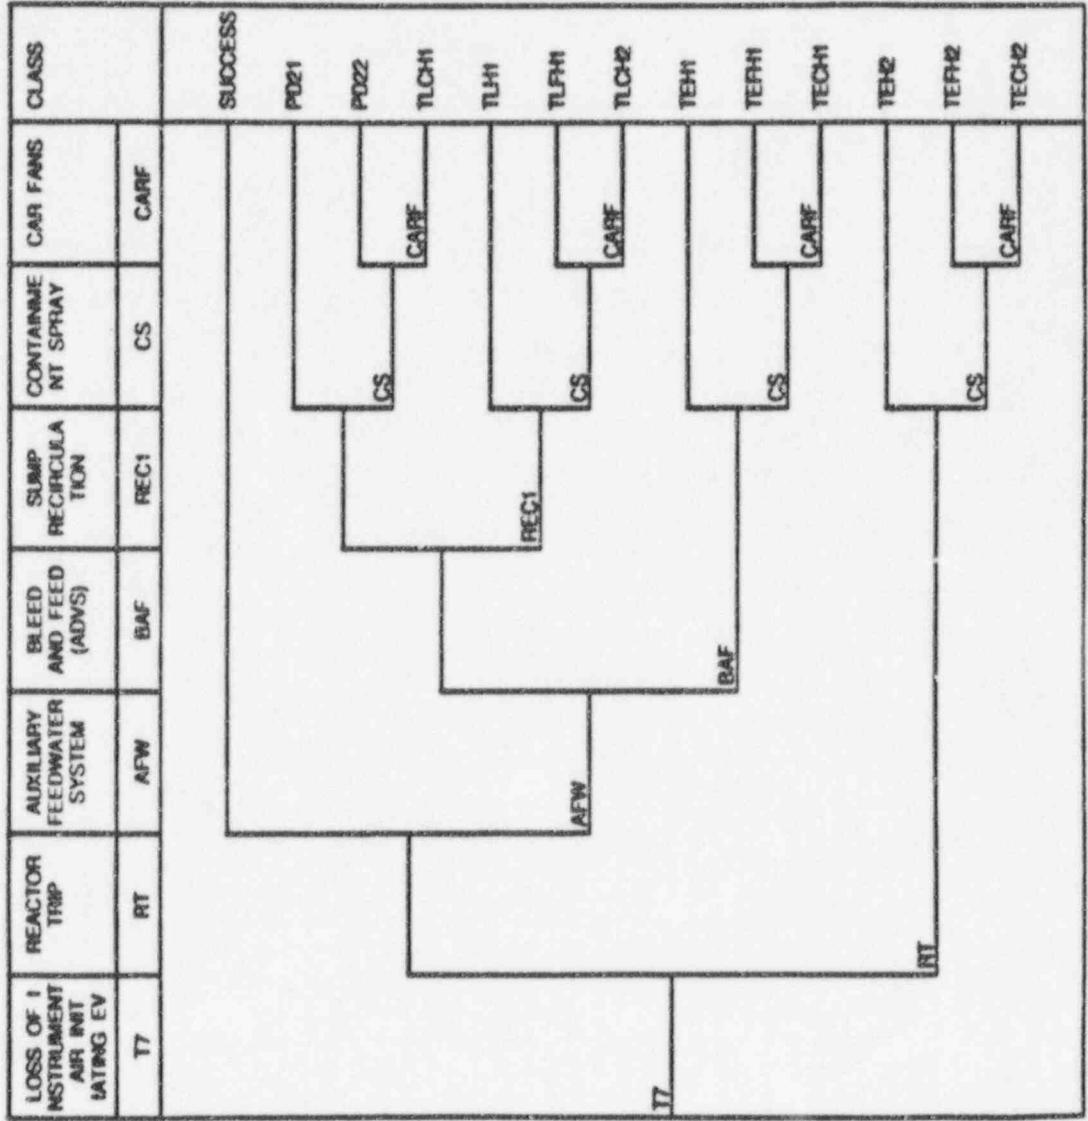 LOSS OF I
NSTRUMENT
AIR INIT
IATING EV
REACTOR
TRIP
AUXILIARY
FEEDWATER
SYSTEM
BLEED
AND FEED
(ADVS)
SUMP
RECIRCULA
TION
CONTAINME
NT SPRAY
CAR FANS
CLASS
T7
RT
AFW
BAF
REC1
CS
CARF
SUCCESS
PD21
PD22
CARF
TLCH1
CS
TLH1
TLFH1
CARF
TLCH2
CS
REC1
AFW
TEH1
TEFH1
CARF
TECH1
CS
BAF
T7
TEH2
TEFH2
CARF
TECH2
CS
RT